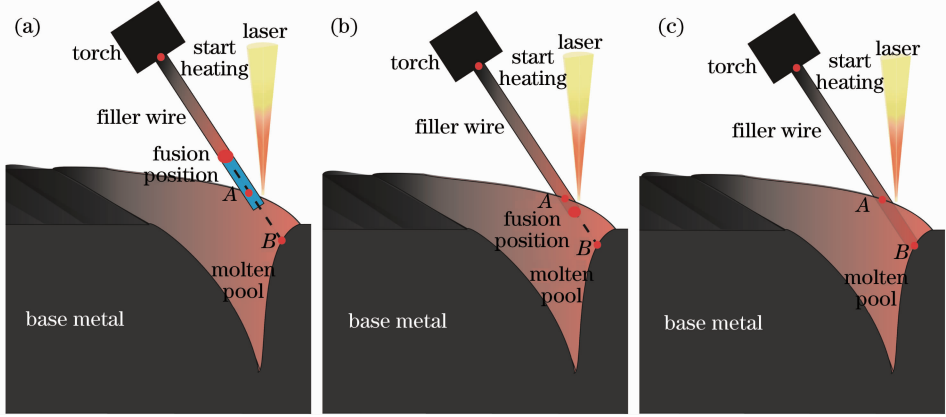 (a)
torch
start
heating
laser
filler wire
fusion
position
A
B
molten
pool
base metal
(b)
torch
start
heating
laser
filler wire
A
fusion
position
B
molten
pool
base metal
(c)
torch
start
heating
laser
filler wire
A
B
molten
pool
base metal